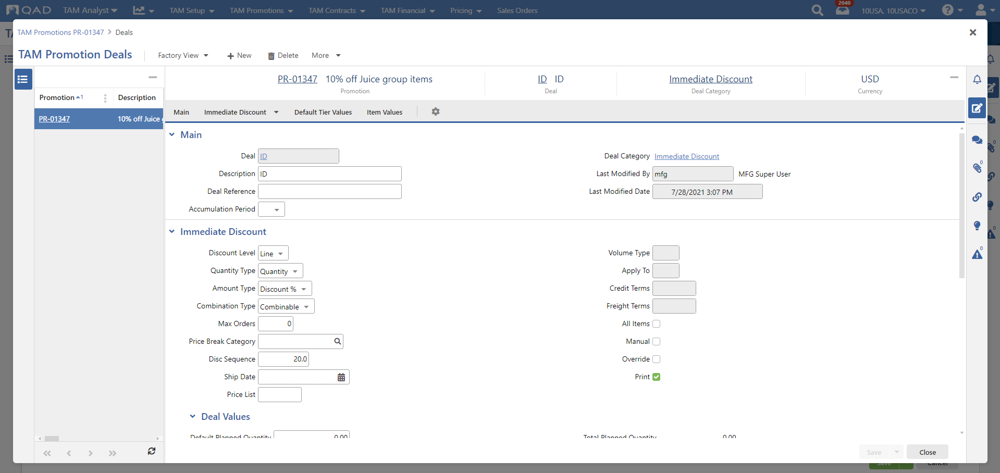 QAD TAM Analyst TAM Setup TAM Promotions TAM Contracts TAM Financial Pricing Sales Orders 2040 10USA, 10USACO
TAM Promotions PR-01347 > Deals
TAM Promotion Deals Factory View New Delete More
PR-01347 10% off Juice group items ID ID Immediate Discount USD
Promotion Deal Deal Category Currency
Promotion 1 Description
PR-01347 10% off Juice
Main Immediate Discount Default Tier Values Item Values
Main
Deal ID Deal Category Immediate Discount
Description ID Last Modified By mfg MFG Super User
Deal Reference Last Modified Date 7/28/2021 3:07 PM
Accumulation Period
Immediate Discount
Discount Level Line Volume Type
Quantity Type Quantity Apply To
Amount Type Discount % Credit Terms
Combination Type Combinable Freight Terms
Max Orders 0 All Items
Price Break Category Manual
Disc Sequence 20.0 Override
Ship Date Print
Price List
Deal Values
Default Planned Quantity 0.00 Total Planned Quantity 0.00
0
0
Save Close
Save Cancel